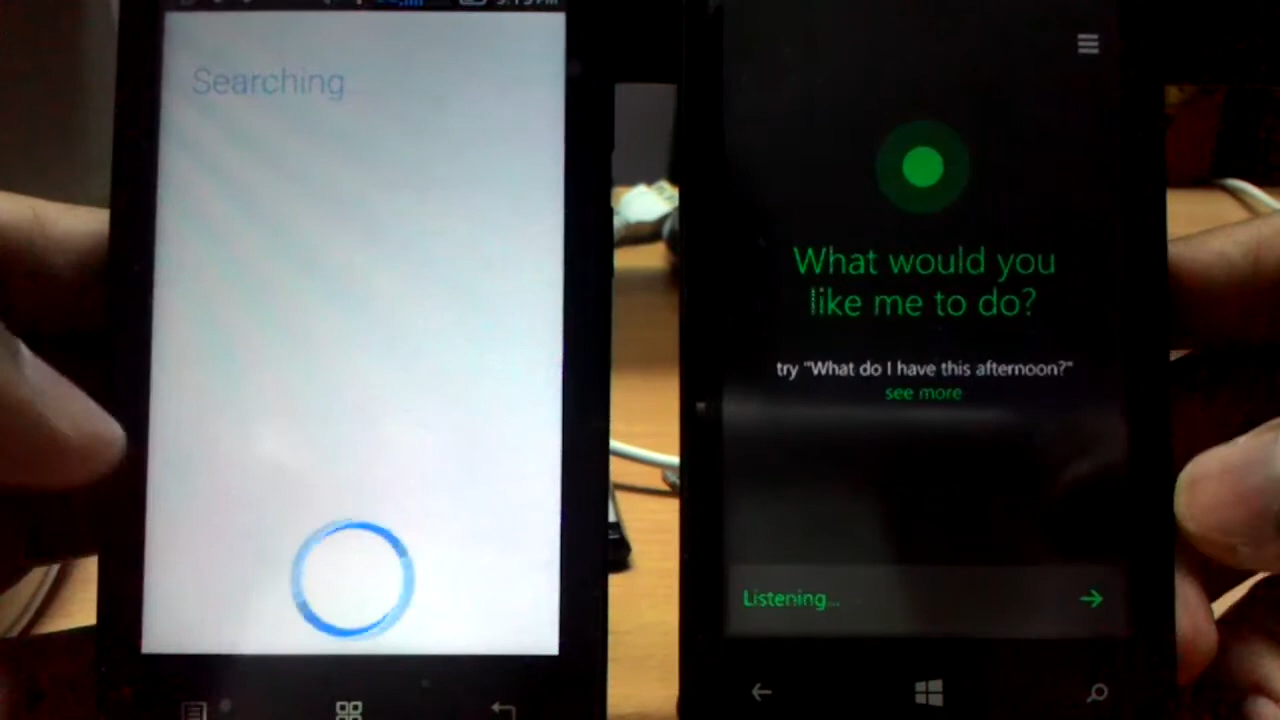 Searching
What would you
like me to do?
try "What do I have this afternoon?"
see more
Listening...